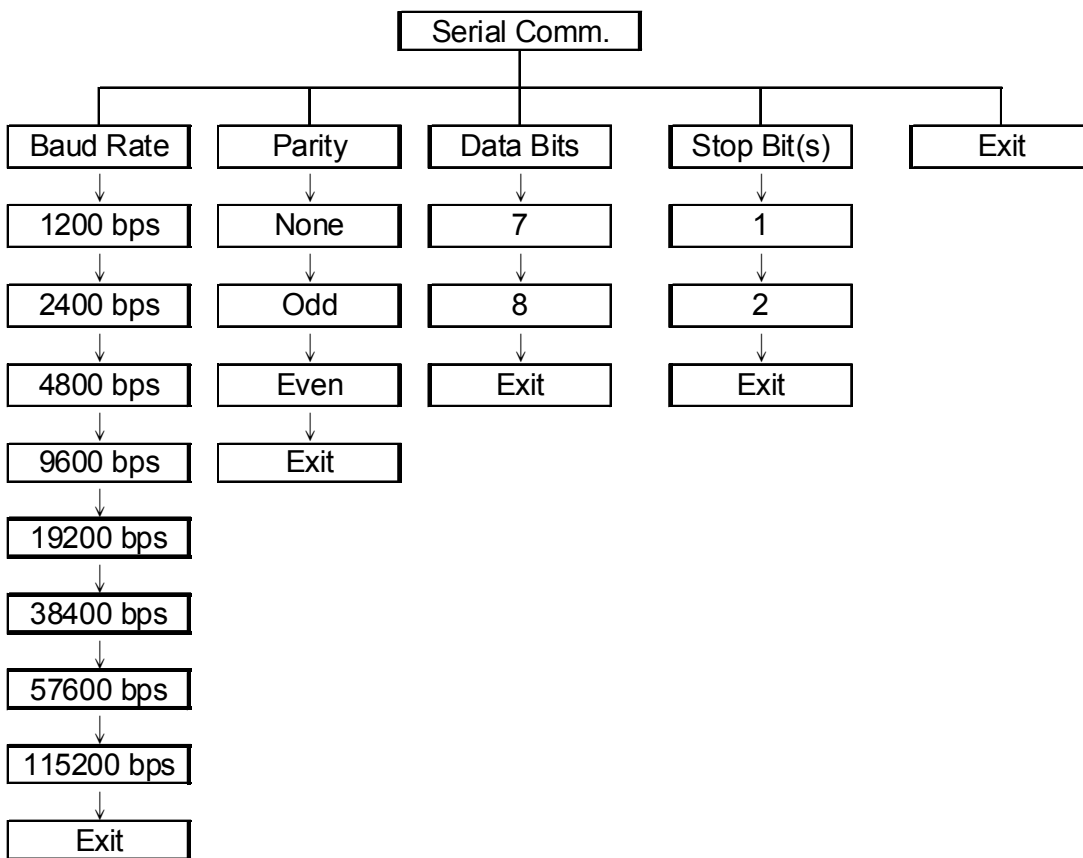 Serial Comm.
Baud Rate
Parity
Data Bits
Stop Bit(s)
Exit
1200 bps
None
7
1
2400 bps
Odd
8
2
4800 bps
Even
Exit
Exit
9600 bps
Exit
19200 bps
38400 bps
57600 bps
115200 bps
Exit